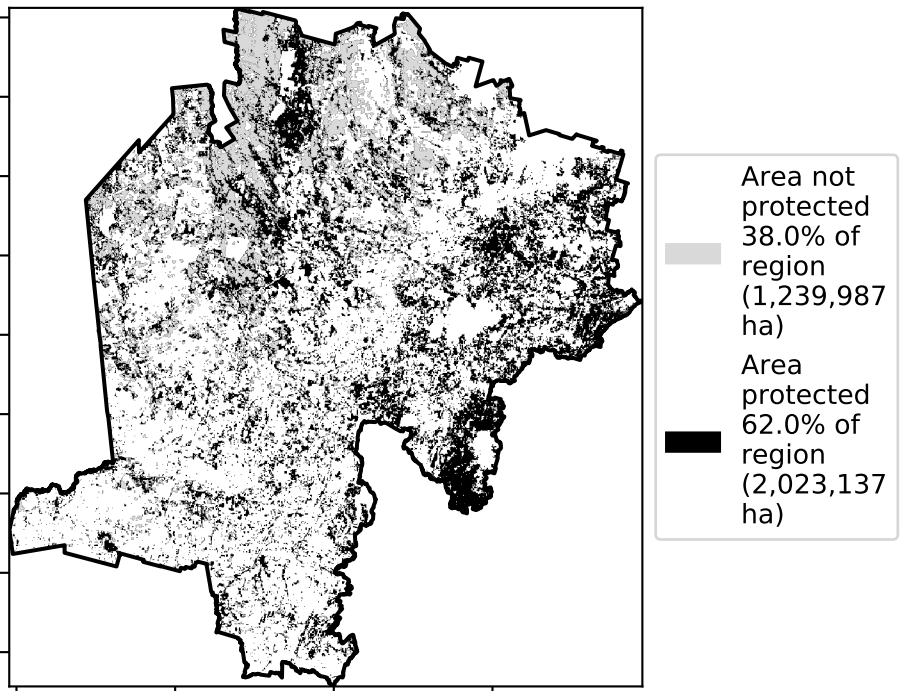 Area not
protected
38.0% of
region
(1,239,987
ha)
Area
protected
62.0% of
region
(2,023,137
ha)